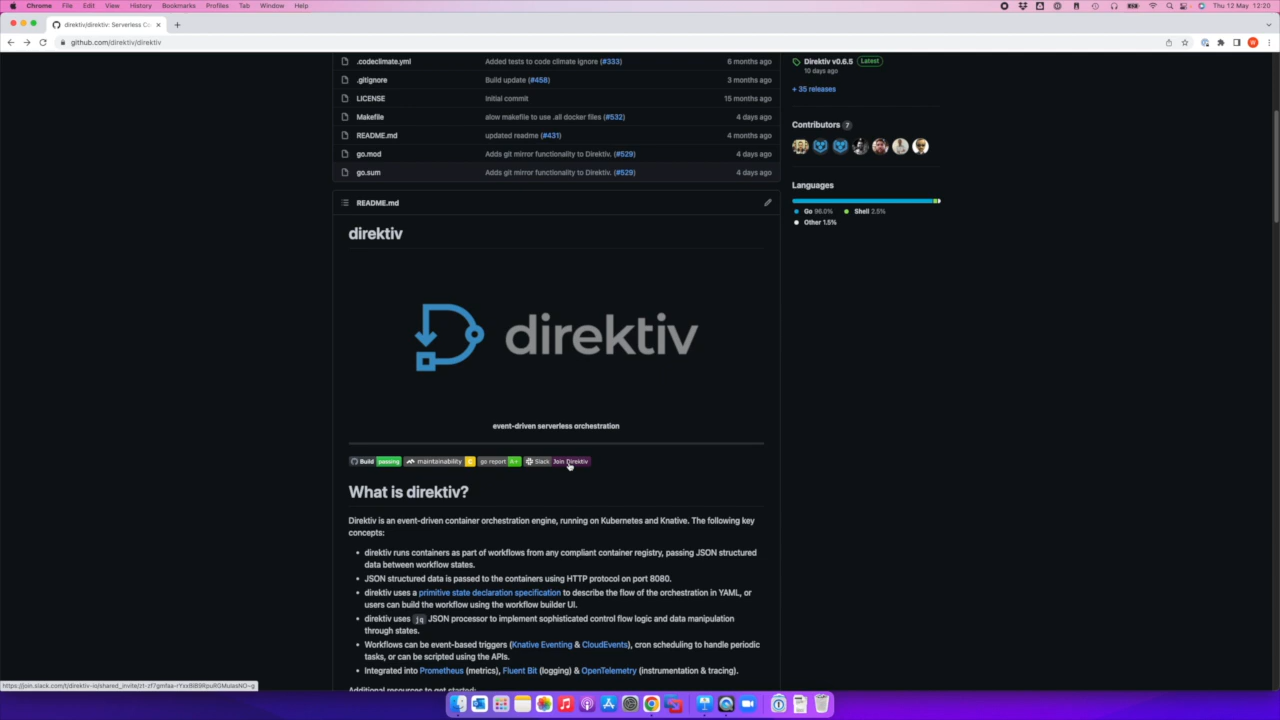 Chrome File Edit View History Bookmarks Profiles Tab Window Help Thu 12 May 12:20
direktiv/direktiv: Serverless Co
github.com/direktiv/direktiv
.codeclimate.yml Added tests to code climate ignore (#333) 6 months ago
.gitignore Build update (#458) 3 months ago
LICENSE Initial commit 15 months ago
Makefile alow makefile to use .all docker files (#532) 4 days ago
README.md updated readme (#431) 4 months ago
go.mod Adds git mirror functionality to Direktiv. (#529) 4 days ago
go.sum Adds git mirror functionality to Direktiv. (#529) 4 days ago
Direktiv v0.6.5 Latest
10 days ago
+ 35 releases
Contributors 7
Languages
Go 96.0% Shell 2.5%
Other 1.5%
README.md
direktiv
direktiv
event-driven serverless orchestration
Build passing maintainability C go report A+ Slack Join Direktiv
What is direktiv?
Direktiv is an event-driven container orchestration engine, running on Kubernetes and Knative. The following key
concepts:
• direktiv runs containers as part of workflows from any compliant container registry, passing JSON structured
data between workflow states.
• JSON structured data is passed to the containers using HTTP protocol on port 8080.
• direktiv uses a primitive state declaration specification to describe the flow of the orchestration in YAML, or
users can build the workflow using the workflow builder UI.
• direktiv uses jq JSON processor to implement sophisticated control flow logic and data manipulation
through states.
• Workflows can be event-based triggers (Knative Eventing & CloudEvents), cron scheduling to handle periodic
tasks, or can be scripted using the APIs.
• Integrated into Prometheus (metrics), Fluent Bit (logging) & OpenTelemetry (instrumentation & tracing).
Additional resources to get started: